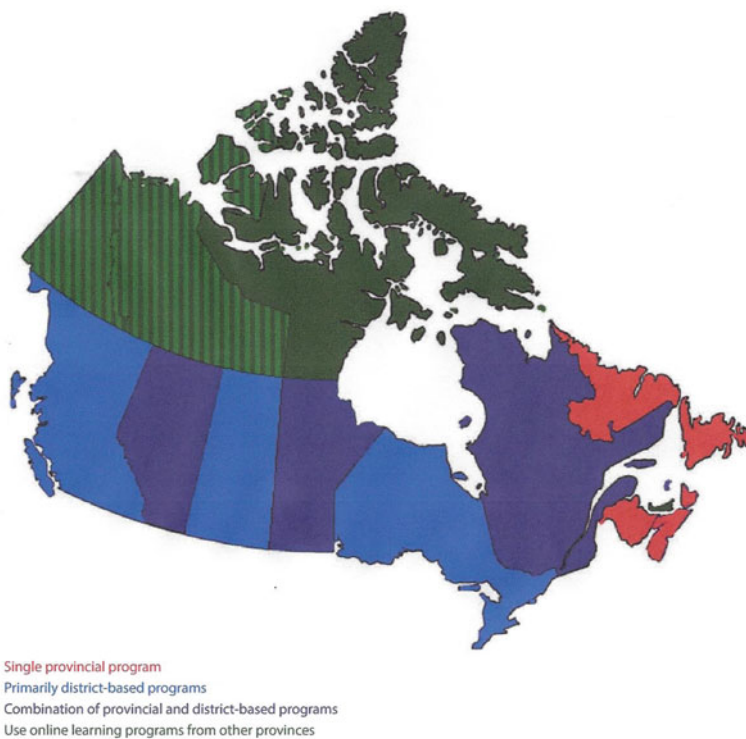 Single provincial program
Primarily district-based programs
Combination of provincial and district-based programs
Use online learning programs from other provinces